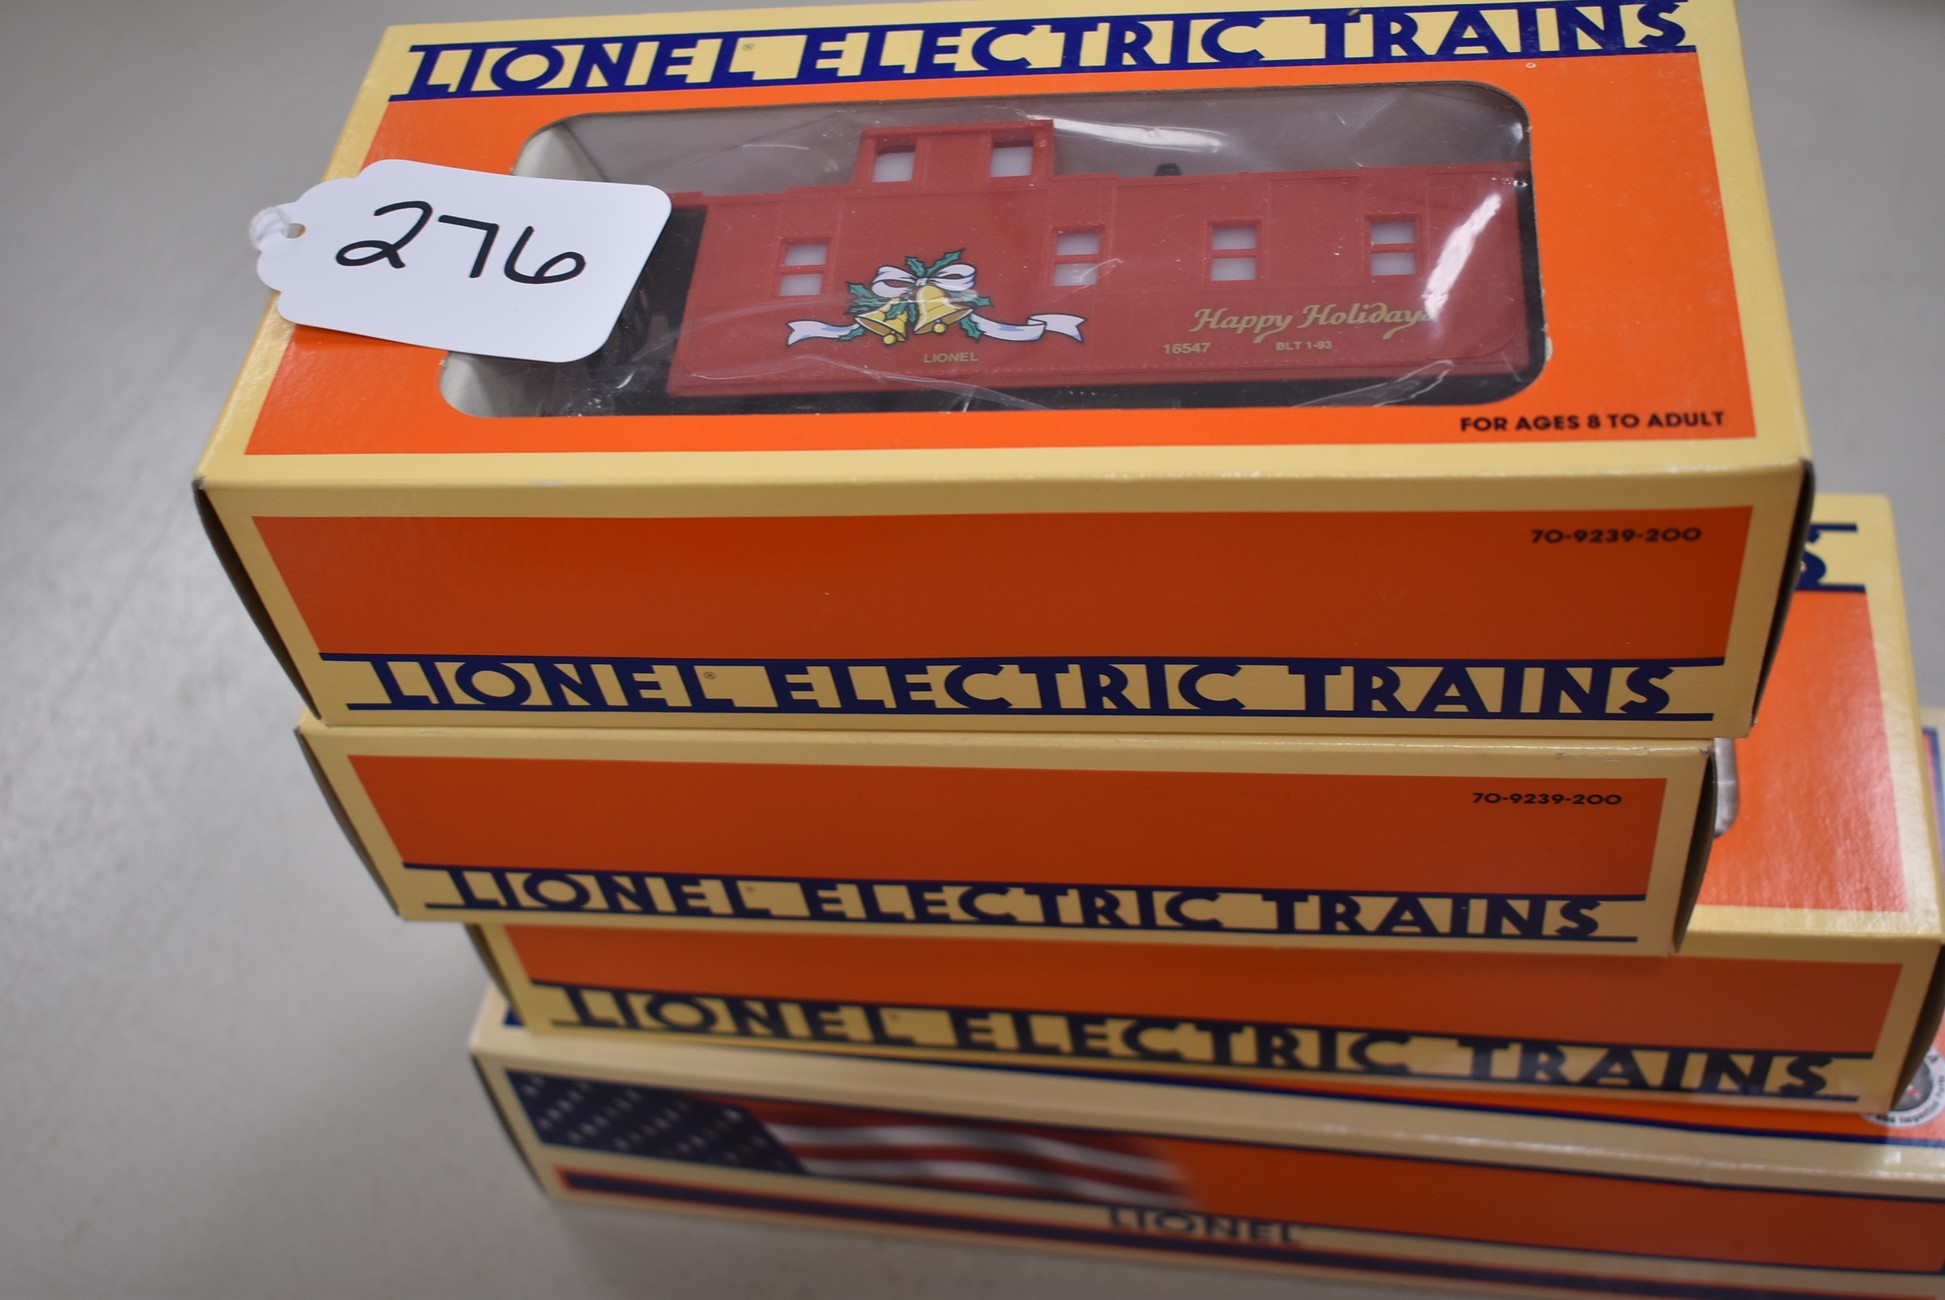 LIONEL® ELECTRIC TRAINS
276
Happy Holidays
16547 BLT 1-93
LIONEL
FOR AGES 8 TO ADULT
70-9239-200
LIONEL® ELECTRIC TRAINS
70-9239-200
LIONEL® ELECTRIC TRAINS
LIONEL® ELECTRIC TRAINS
LIONEL